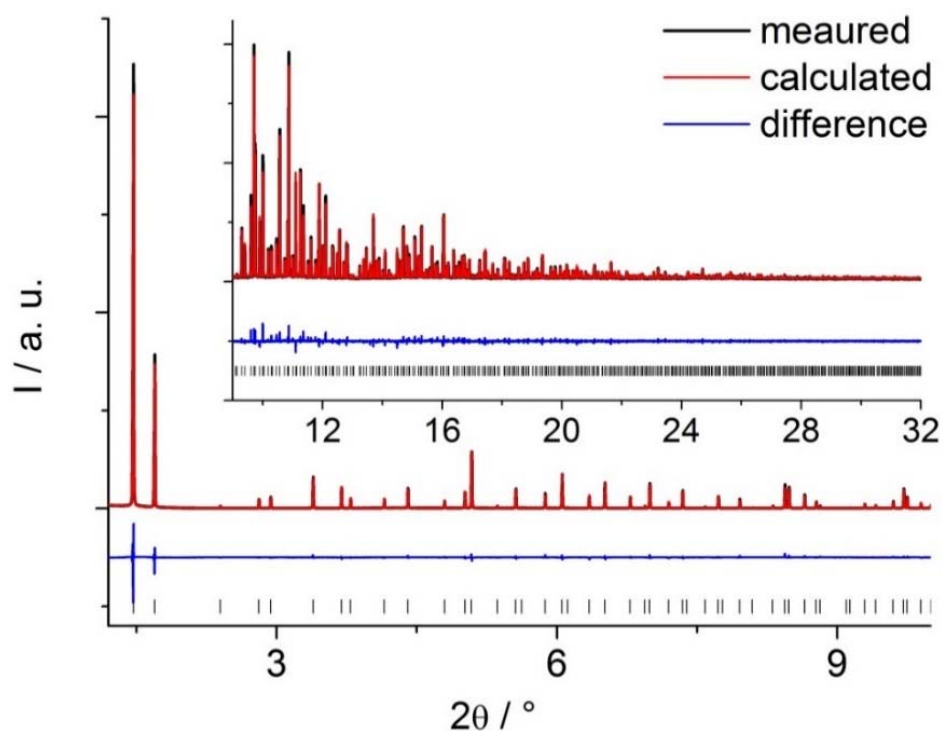 meaured
calculated
difference
I / a. u.
12 16 20 24 28 32
3 6 9
2θ / °